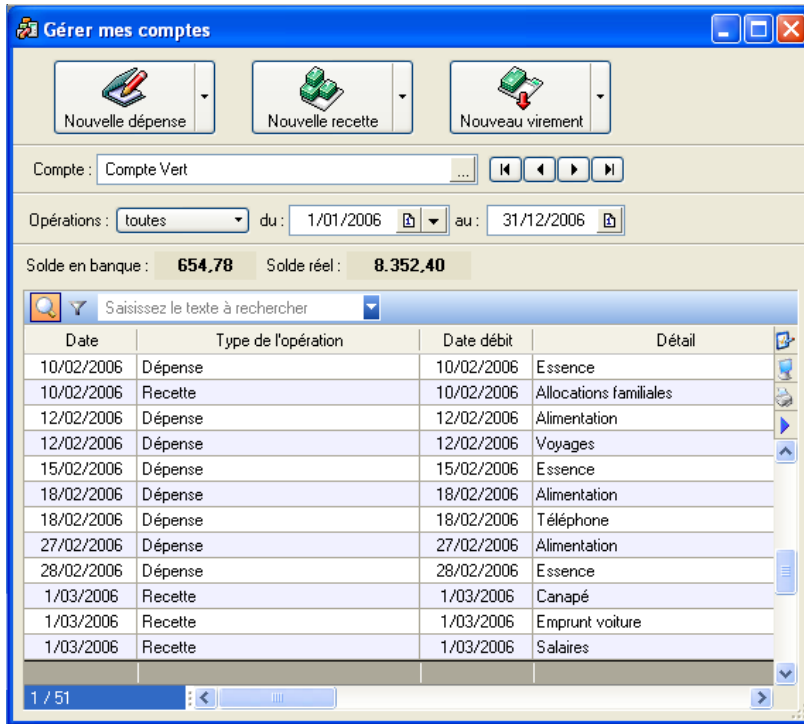 Gérer mes comptes
Nouvelle dépense Nouvelle recette Nouveau virement
Compte : Compte Vert ...
Opérations : toutes du : 1/01/2006 au : 31/12/2006
Solde en banque : 654,78 Solde réel : 8.352,40
Saisissez le texte à rechercher
Date Type de l'opération Date débit Détail
10/02/2006 Dépense 10/02/2006 Essence
10/02/2006 Recette 10/02/2006 Allocations familiales
12/02/2006 Dépense 12/02/2006 Alimentation
12/02/2006 Dépense 12/02/2006 Voyages
15/02/2006 Dépense 15/02/2006 Essence
18/02/2006 Dépense 18/02/2006 Alimentation
18/02/2006 Dépense 18/02/2006 Téléphone
27/02/2006 Dépense 27/02/2006 Alimentation
28/02/2006 Dépense 28/02/2006 Essence
1/03/2006 Recette 1/03/2006 Canapé
1/03/2006 Recette 1/03/2006 Emprunt voiture
1/03/2006 Recette 1/03/2006 Salaires
1 / 51